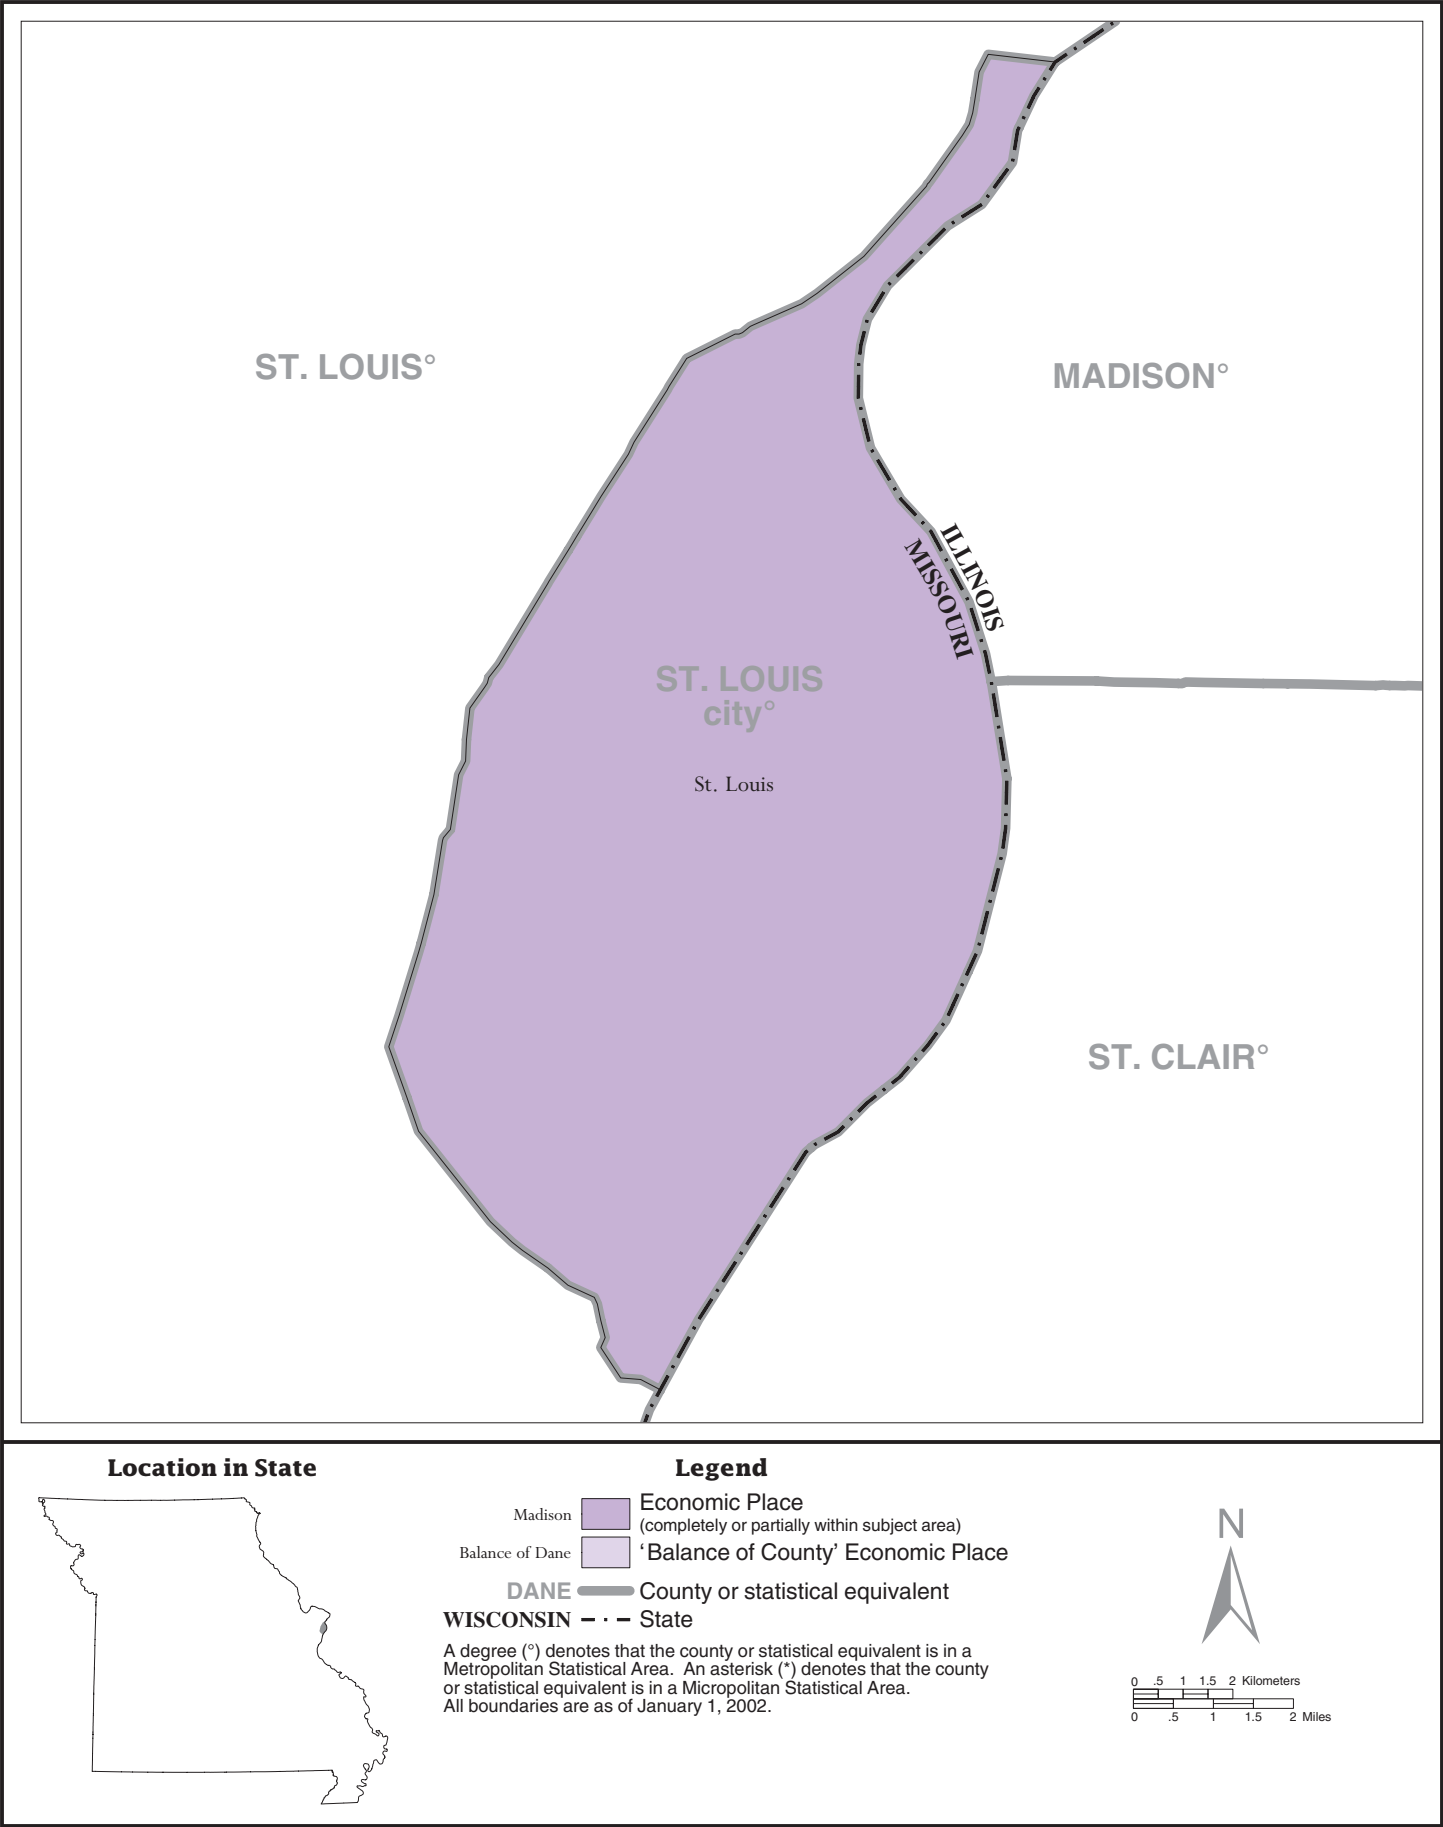 ST. LOUIS°
MADISON°
ILLINOIS
MISSOURI
ST. LOUIS
city°
St. Louis
ST. CLAIR°
Location in State
Legend
Madison
Economic Place
(completely or partially within subject area)
Balance of Dane
‘Balance of County’ Economic Place
DANE
County or statistical equivalent
WISCONSIN
State
A degree (°) denotes that the county or statistical equivalent is in a
Metropolitan Statistical Area. An asterisk (*) denotes that the county
or statistical equivalent is in a Micropolitan Statistical Area.
All boundaries are as of January 1, 2002.
N
0 .5 1 1.5 2 Kilometers
0 .5 1 1.5 2 Miles